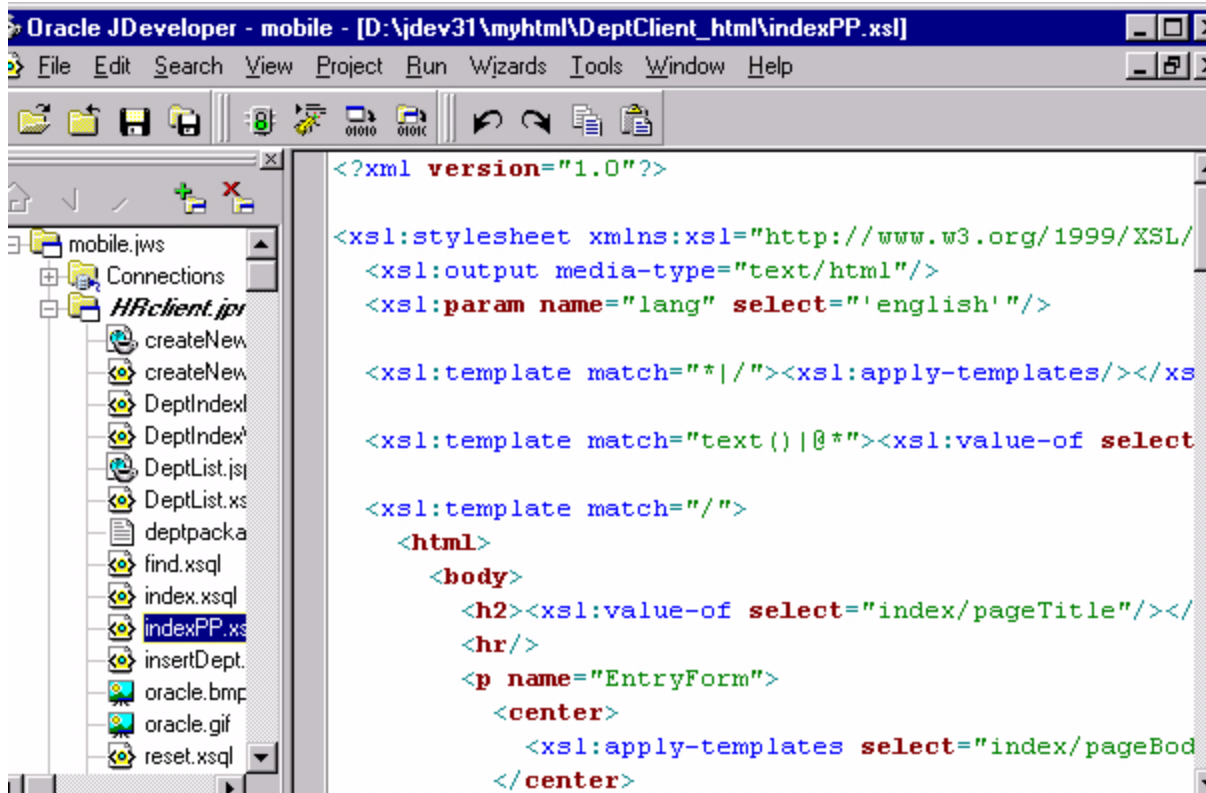 Oracle JDeveloper - mobile - [D:\jdev31\myhtml\DeptClient_html\indexPP.xsl]
File Edit Search View Project Run Wizards Tools Window Help
mobile.jws
Connections
HRclient.jpr
createNew
createNew
DeptIndex
DeptIndex
DeptList.jsp
DeptList.xs
deptpacka
find.xsql
index.xsql
indexPP.xs
insertDept.
oracle.bmp
oracle.gif
reset.xsql
<?xml version="1.0"?>
<xsl:stylesheet xmlns:xsl="http://www.w3.org/1999/XSL/
<xsl:output media-type="text/html"/>
<xsl:param name="lang" select="'english'"/>
<xsl:template match="*|/"><xsl:apply-templates/></xs
<xsl:template match="text()|@*"><xsl:value-of select
<xsl:template match="/">
<html>
<body>
<h2><xsl:value-of select="index/pageTitle"/></
<hr/>
<p name="EntryForm">
<center>
<xsl:apply-templates select="index/pageBod
</center>